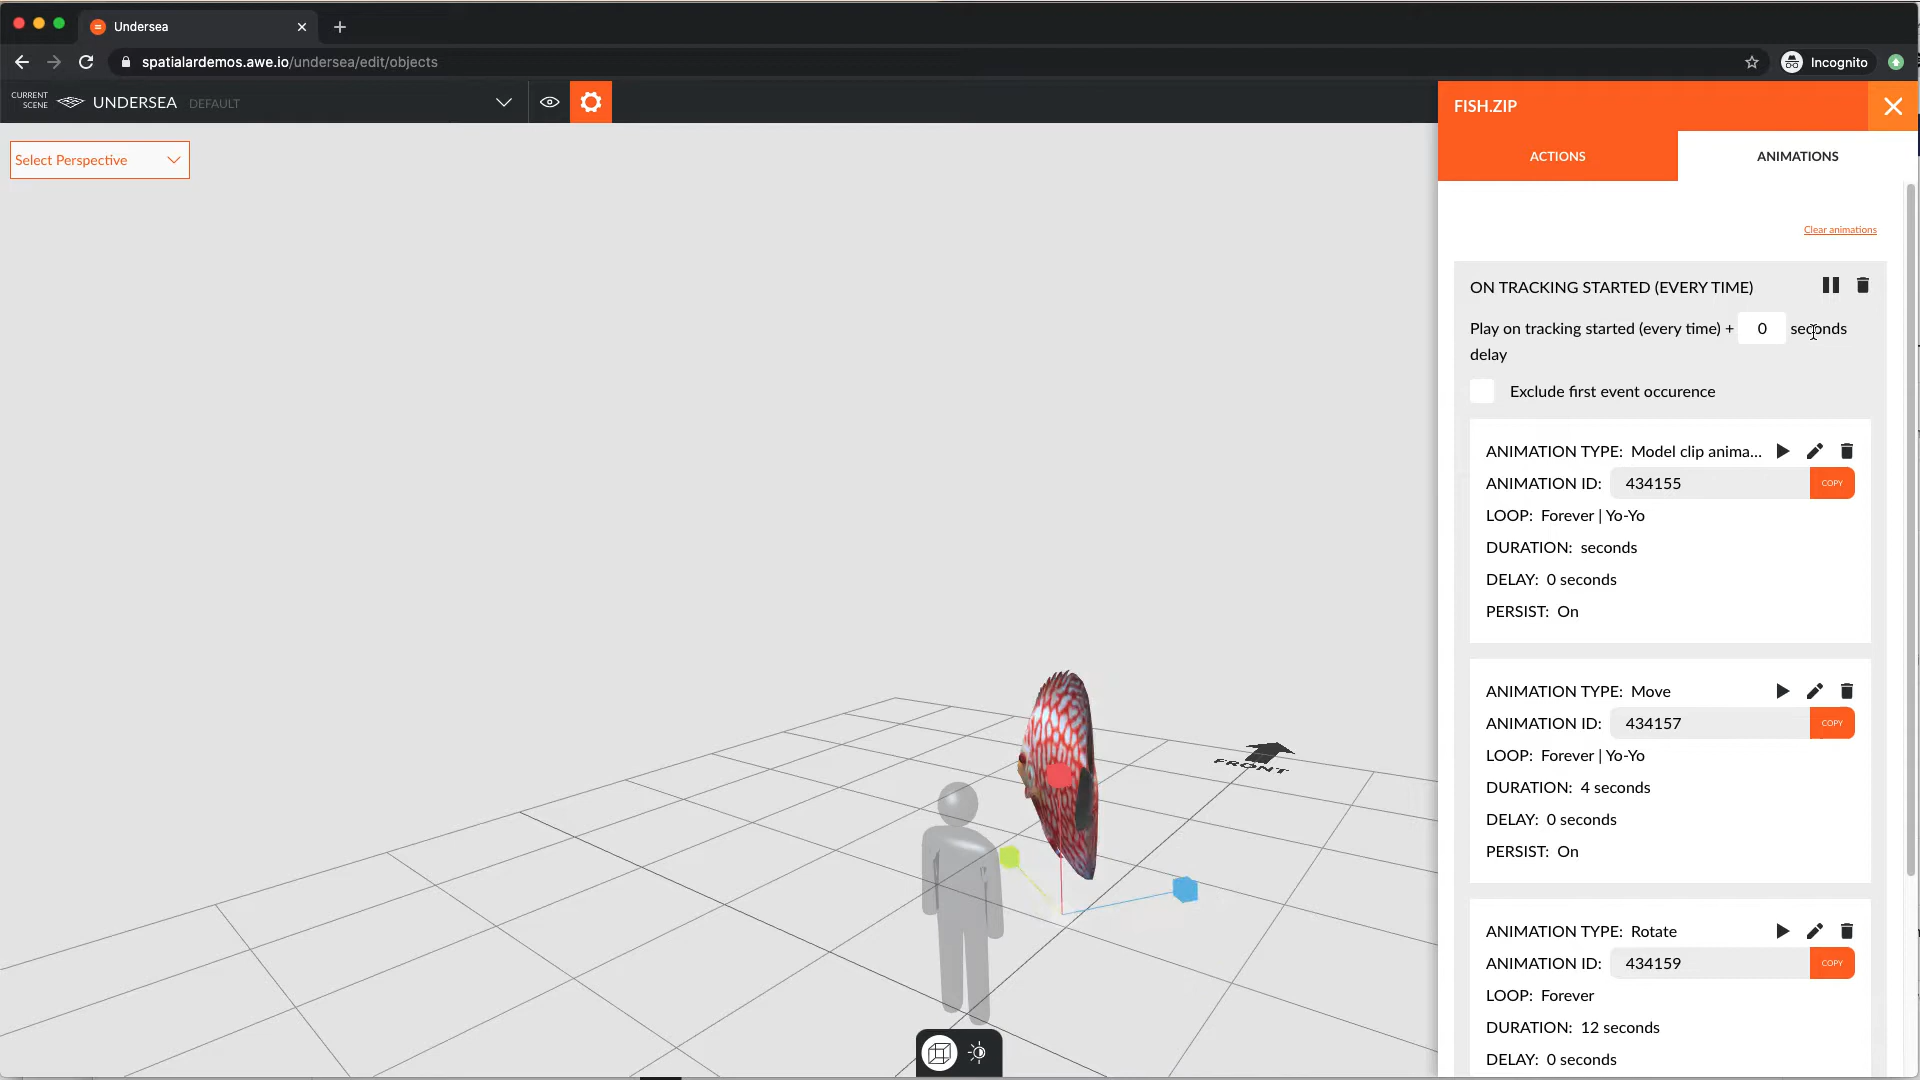 Undersea
spatialardemos.awe.io/undersea/edit/objects
Incognito
CURRENT SCENE
UNDERSEA DEFAULT
Select Perspective
FRONT
FISH.ZIP
ACTIONS
ANIMATIONS
Clear animations
ON TRACKING STARTED (EVERY TIME)
Play on tracking started (every time) + 0 seconds
delay
Exclude first event occurence
ANIMATION TYPE: Model clip anima...
ANIMATION ID: 434155 COPY
LOOP: Forever | Yo-Yo
DURATION: seconds
DELAY: 0 seconds
PERSIST: On
ANIMATION TYPE: Move
ANIMATION ID: 434157 COPY
LOOP: Forever | Yo-Yo
DURATION: 4 seconds
DELAY: 0 seconds
PERSIST: On
ANIMATION TYPE: Rotate
ANIMATION ID: 434159 COPY
LOOP: Forever
DURATION: 12 seconds
DELAY: 0 seconds